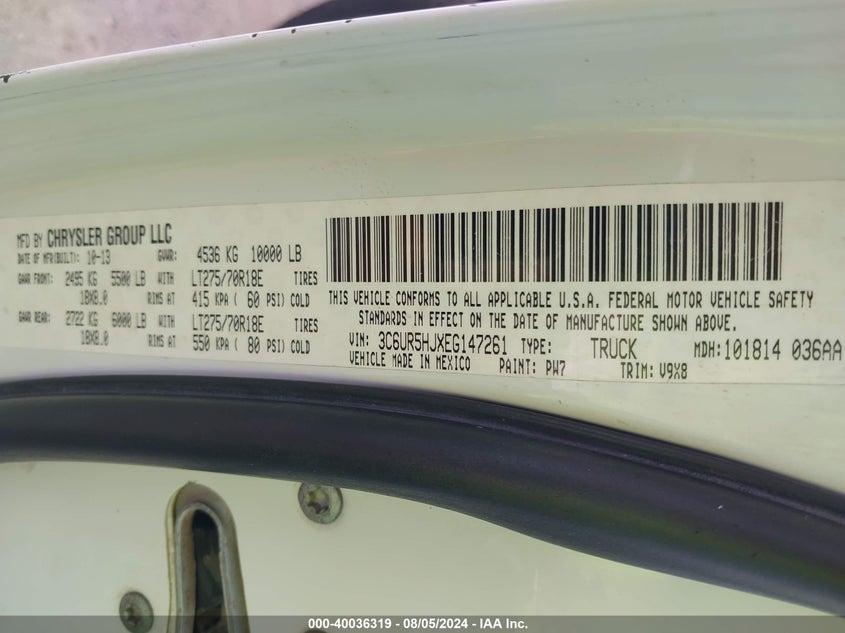 MFD BY CHRYSLER GROUP LLC
DATE OF MFR(BUILT): 10-13 GVWR: 4536 KG 10000 LB
GAWR FRONT: 2495 KG 5500 LB WITH LT275/70R18E TIRES
18X8.0 RIMS AT 415 KPA ( 60 PSI) COLD
GAWR REAR: 2722 KG 6000 LB WITH LT275/70R18E TIRES
18X8.0 RIMS AT 550 KPA ( 80 PSI) COLD
THIS VEHICLE CONFORMS TO ALL APPLICABLE U.S.A. FEDERAL MOTOR VEHICLE SAFETY
STANDARDS IN EFFECT ON THE DATE OF MANUFACTURE SHOWN ABOVE.
VIN: 3C6UR5HJXEG147261 TYPE: TRUCK MDH:101814 036AA
VEHICLE MADE IN MEXICO PAINT: PW7 TRIM: V9X8
000-40036319 - 08/05/2024 - IAA Inc.